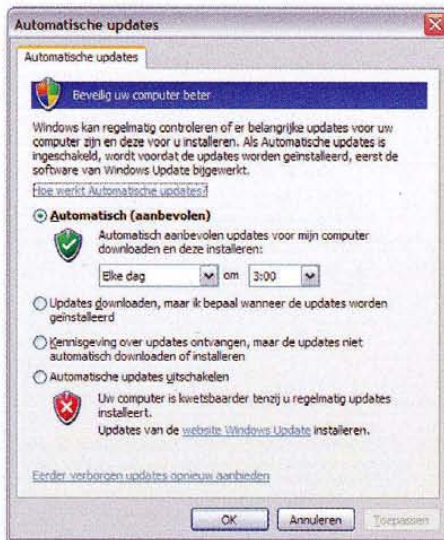 Automatische updates
Automatische updates
Beveilig uw computer beter
Windows kan regelmatig controleren of er belangrijke updates voor uw
computer zijn en deze voor u installeren. Als Automatische updates is
ingeschakeld, wordt voordat de updates worden geïnstalleerd, eerst de
software van Windows Update bijgewerkt.
Hoe werkt Automatische updates?
Automatisch (aanbevolen)
Automatisch aanbevolen updates voor mijn computer
downloaden en deze installeren:
Elke dag om 3:00
Updates downloaden, maar ik bepaal wanneer de updates worden
geïnstalleerd
Kennisgeving over updates ontvangen, maar de updates niet
automatisch downloaden of installeren
Automatische updates uitschakelen
Uw computer is kwetsbaarder tenzij u regelmatig updates
installeert.
Updates van de website Windows Update installeren.
Eerder verborgen updates opnieuw aanbieden
OK Annuleren Toepassen